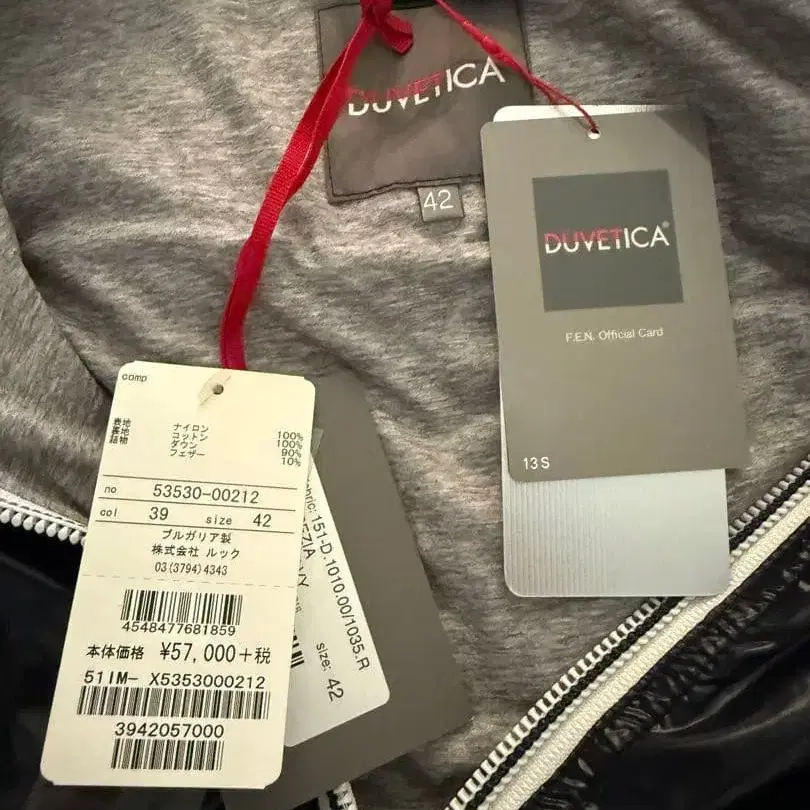 DUVETICA
42
DUVETICA®
F.E.N. Official Card
13S
comp
表地 ナイロン 100%
裏地 コットン 100%
詰物 ダウン 90%
フェザー 10%
no 53530-00212
col 39 size 42
ブルガリア製
株式会社 ルック
03(3794)4343
4548477681859
本体価格 ¥57,000+税
51IM- X5353000212
3942057000
151-D.1010.00/1035.R
size: 42